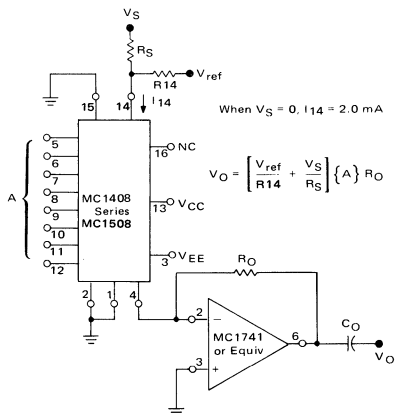 VS
RS
R14
Vref
15
14
I14
When VS = 0, I14 = 2.0 mA
A
5
6
7
8
9
10
11
12
MC1408
Series
MC1508
16 NC
13 VCC
3 VEE
VO = [ Vref / R14 + VS / RS ] {A} RO
2
1
4
RO
2
−
MC1741
or Equiv
6
CO
VO
3
+